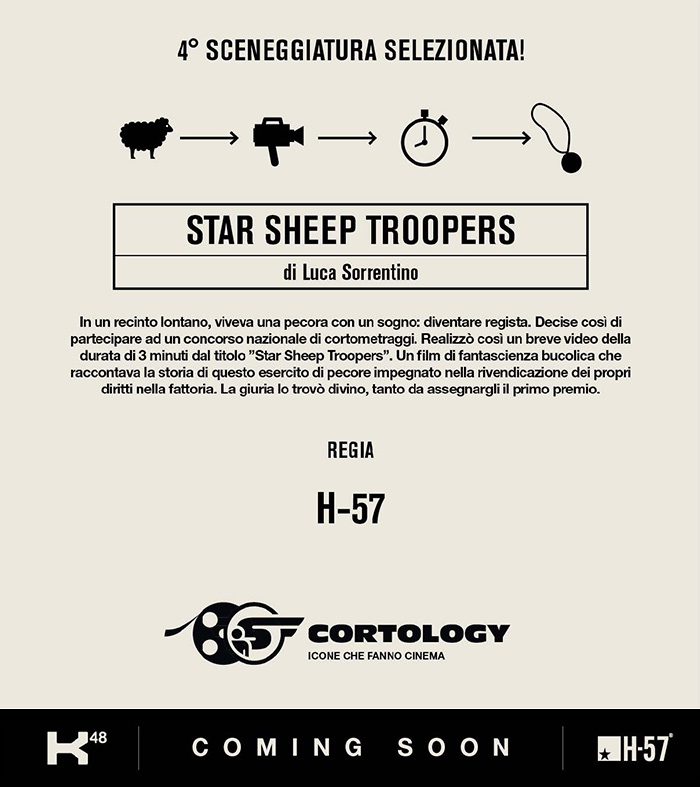 4° SCENEGGIATURA SELEZIONATA!
STAR SHEEP TROOPERS
di Luca Sorrentino
In un recinto lontano, viveva una pecora con un sogno: diventare regista. Decise così di
partecipare ad un concorso nazionale di cortometraggi. Realizzò così un breve video della
durata di 3 minuti dal titolo ”Star Sheep Troopers”. Un film di fantascienza bucolica che
raccontava la storia di questo esercito di pecore impegnato nella rivendicazione dei propri
diritti nella fattoria. La giuria lo trovò divino, tanto da assegnargli il primo premio.
REGIA
H-57
CORTOLOGY
ICONE CHE FANNO CINEMA
K48 COMING SOON H-57